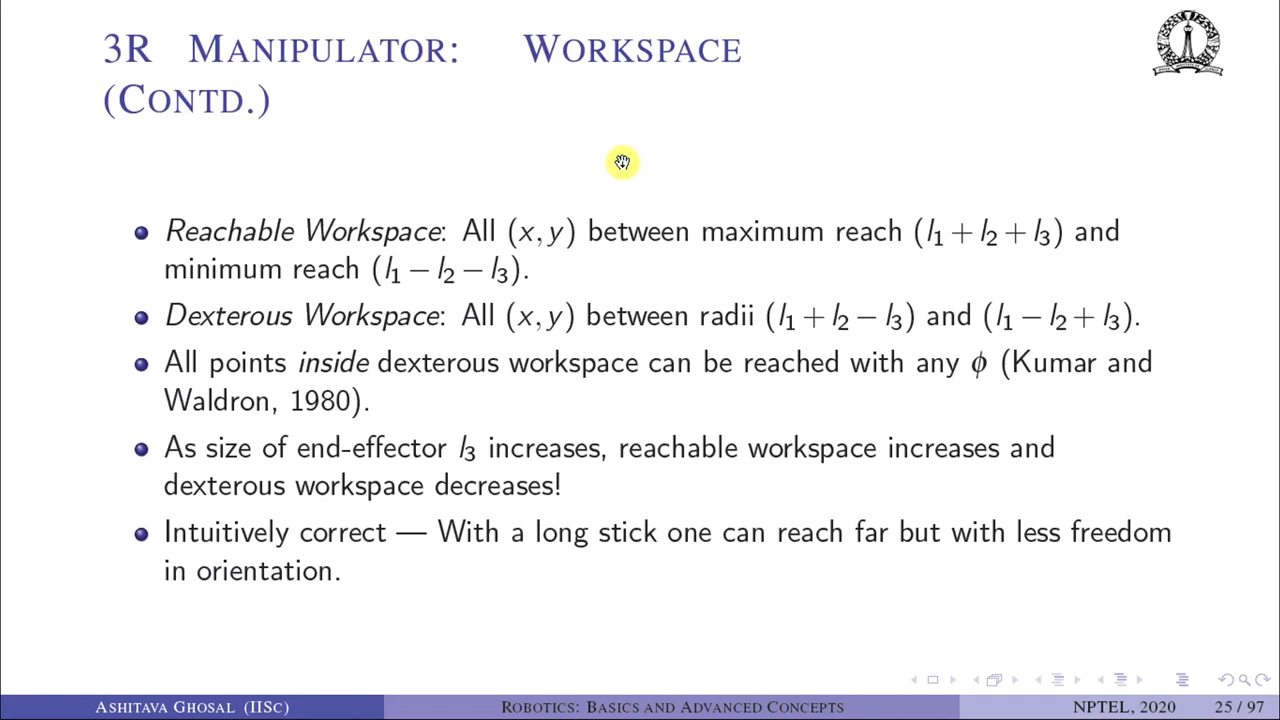 3R MANIPULATOR: WORKSPACE
(CONTD.)
Reachable Workspace: All (x, y) between maximum reach (l₁ + l₂ + l₃) and
minimum reach (l₁ − l₂ − l₃).
Dexterous Workspace: All (x, y) between radii (l₁ + l₂ − l₃) and (l₁ − l₂ + l₃).
All points inside dexterous workspace can be reached with any ϕ (Kumar and
Waldron, 1980).
As size of end-effector l₃ increases, reachable workspace increases and
dexterous workspace decreases!
Intuitively correct — With a long stick one can reach far but with less freedom
in orientation.
ASHITAVA GHOSAL (IISC) ROBOTICS: BASICS AND ADVANCED CONCEPTS NPTEL, 2020 25 / 97